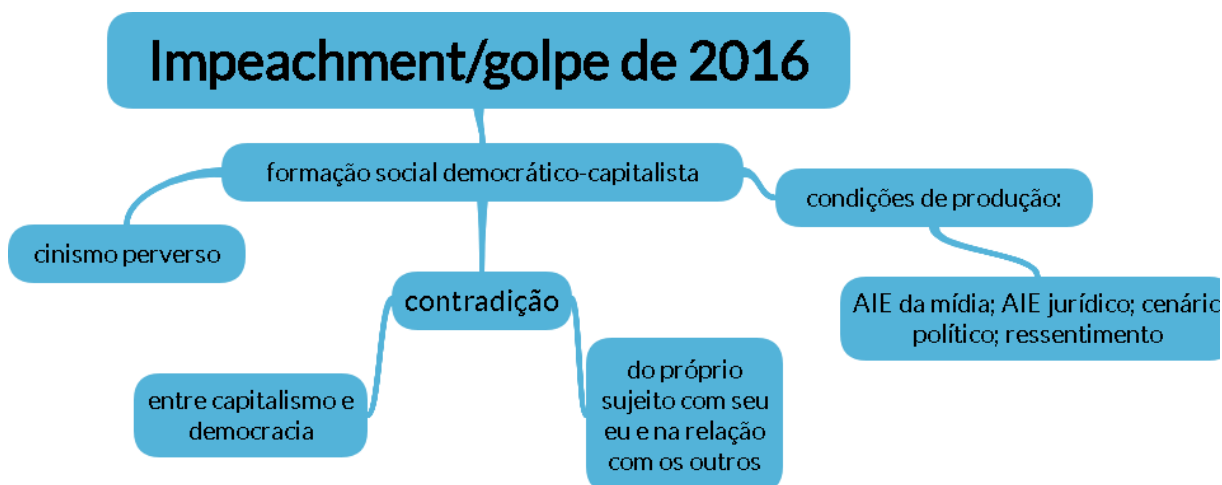 Impeachment/golpe de 2016
formação social democrático-capitalista
condições de produção:
cinismo perverso
contradição
AIE da mídia; AIE jurídico; cenário
político; ressentimento
entre capitalismo e
democracia
do próprio
sujeito com seu
eu e na relação
com os outros